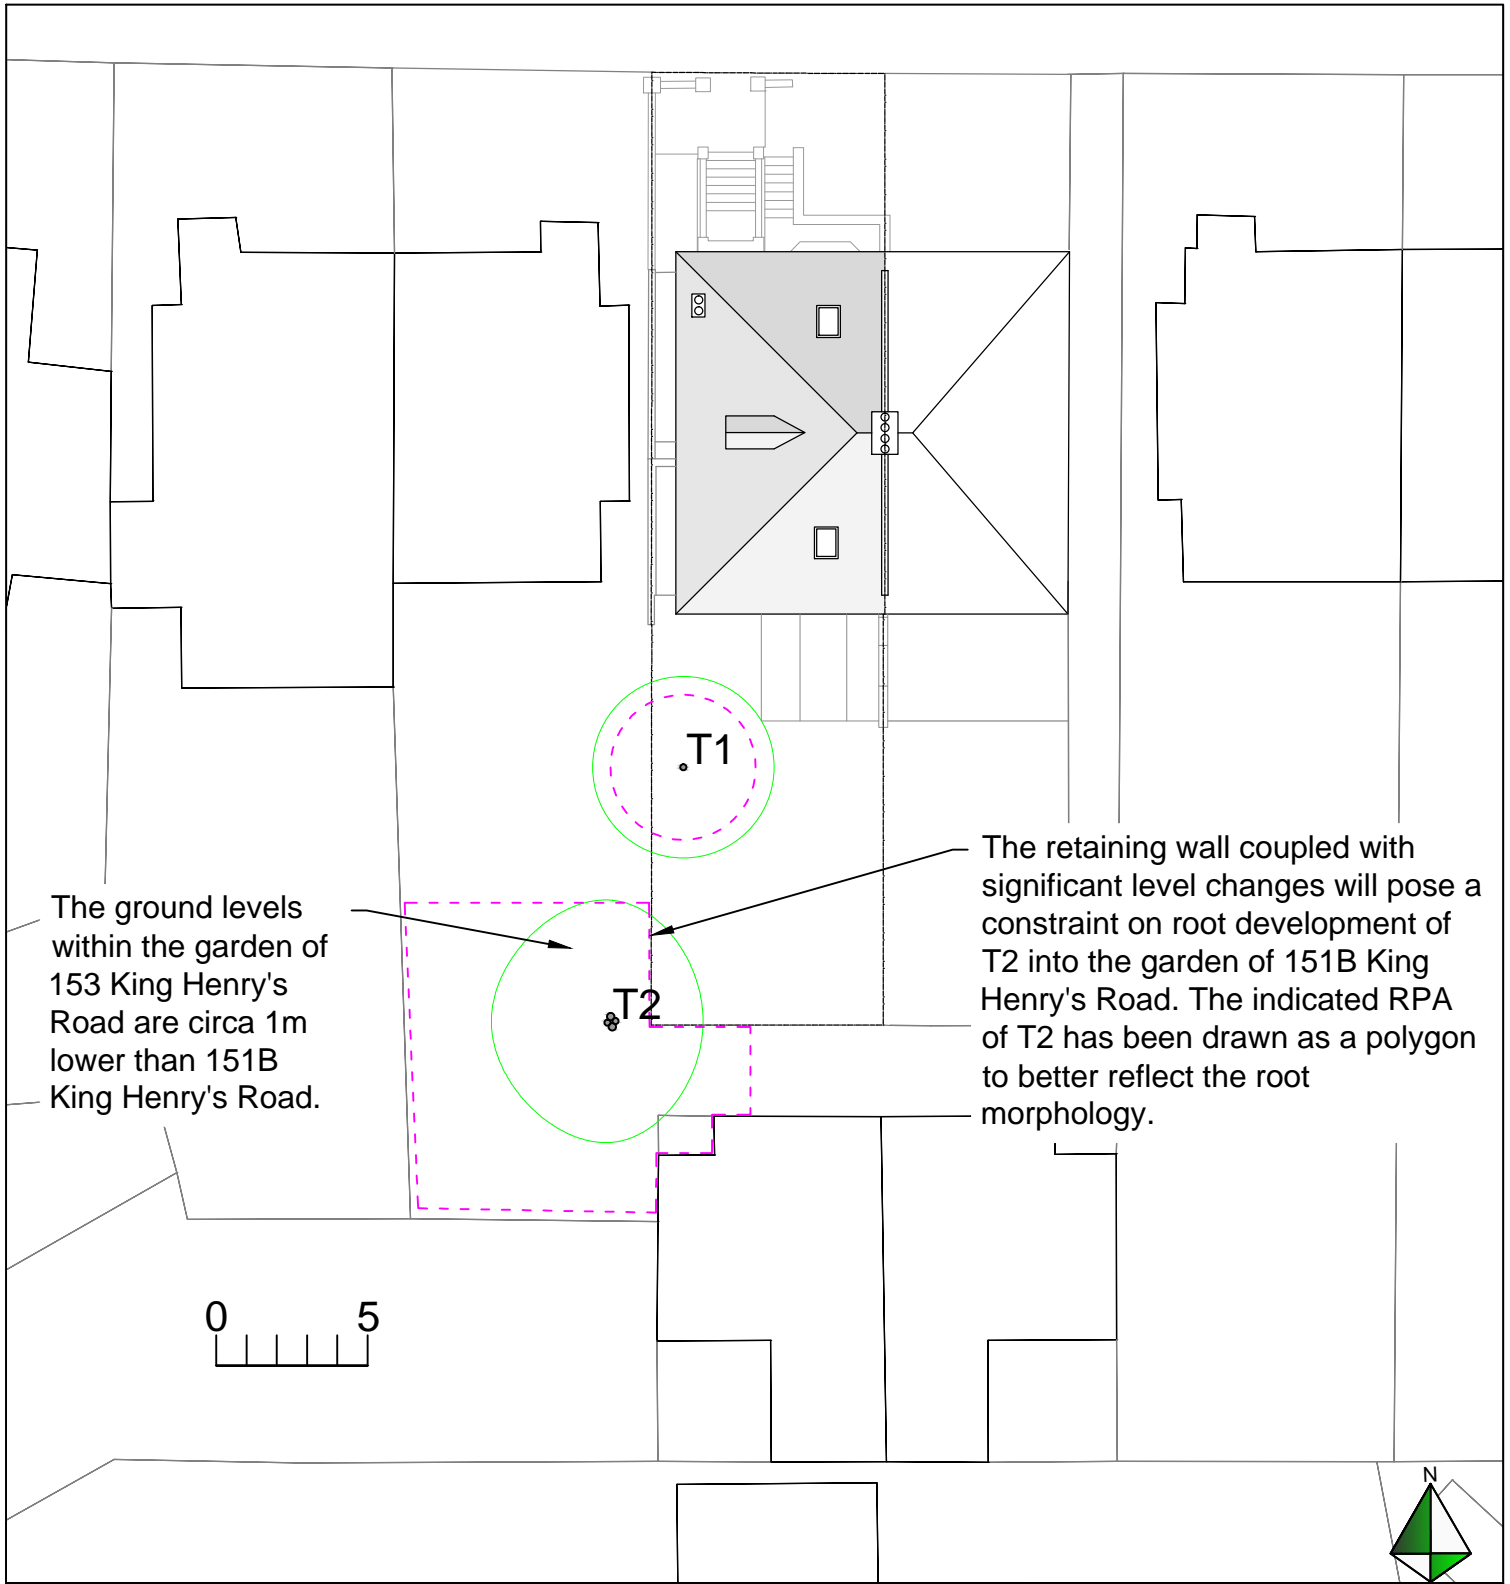 T1
The retaining wall coupled with
significant level changes will pose a
constraint on root development of
T2 into the garden of 151B King
Henry's Road. The indicated RPA
of T2 has been drawn as a polygon
to better reflect the root
morphology.
The ground levels
within the garden of
153 King Henry's
Road are circa 1m
lower than 151B
King Henry's Road.
T2
0 5
N